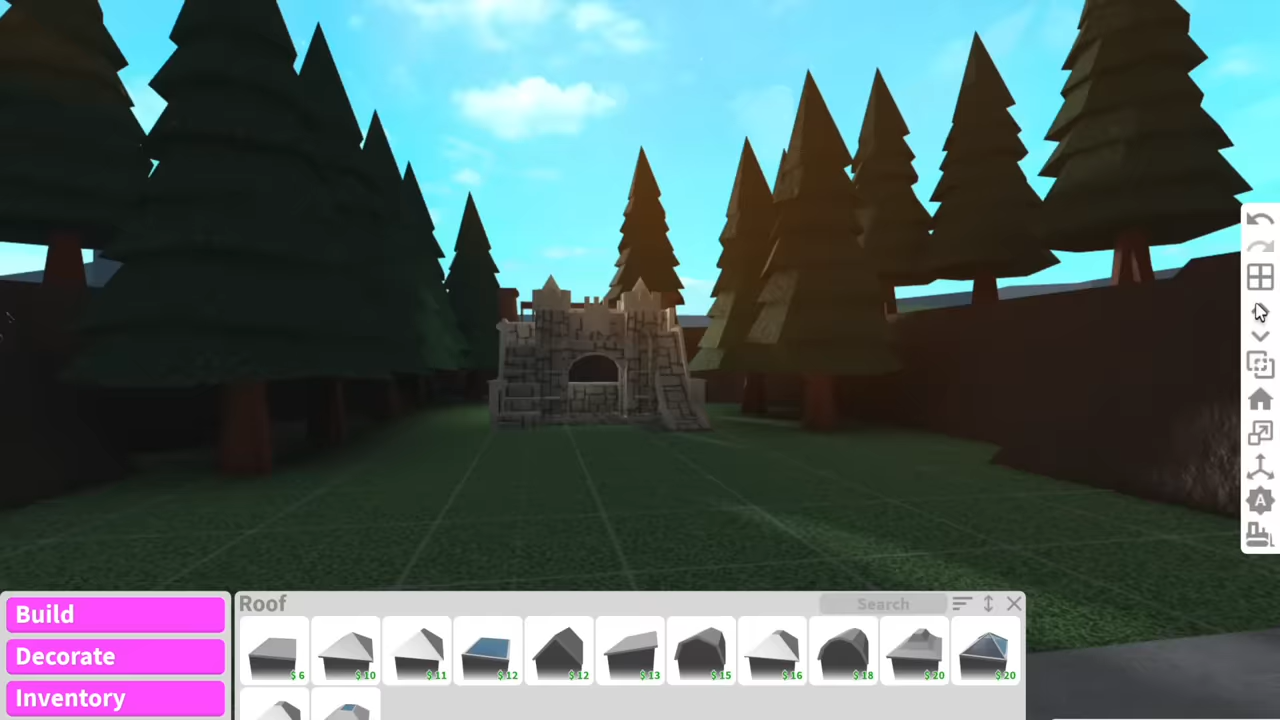 Build
Decorate
Inventory
Roof
Search
$6
$10
$11
$12
$12
$13
$15
$16
$18
$20
$20
A